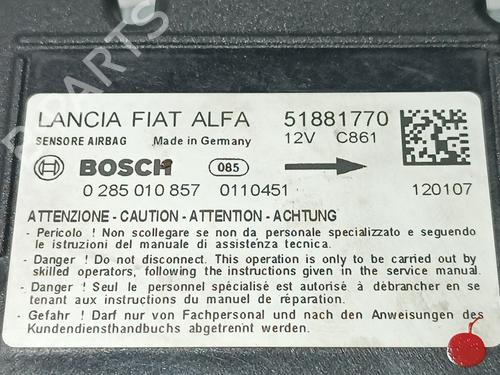 LANCIA FIAT ALFA 51881770
SENSORE AIRBAG Made in Germany 12V C861
BOSCH 085
0 285 010 857 0110451 120107
ATTENZIONE - CAUTION - ATTENTION - ACHTUNG
- Pericolo ! Non scollegare se non da personale specializzato e seguendo
le istruzioni del manuale di assistenza tecnica.
- Danger ! Do not disconnect. This operation is only to be carried out by
skilled operators, following the instructions given in the service manual.
- Danger ! Seul le personnel spécialisé est autorisé à débrancher en se
tenant aux instructions du manuel de réparation.
- Gefahr ! Darf nur von Fachpersonal und nach den Anweisungen des
Kundendiensthandbuchs abgetrennt werden.